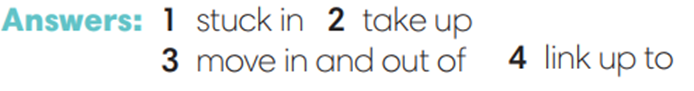 Answers: 1 stuck in 2 take up
3 move in and out of 4 link up to